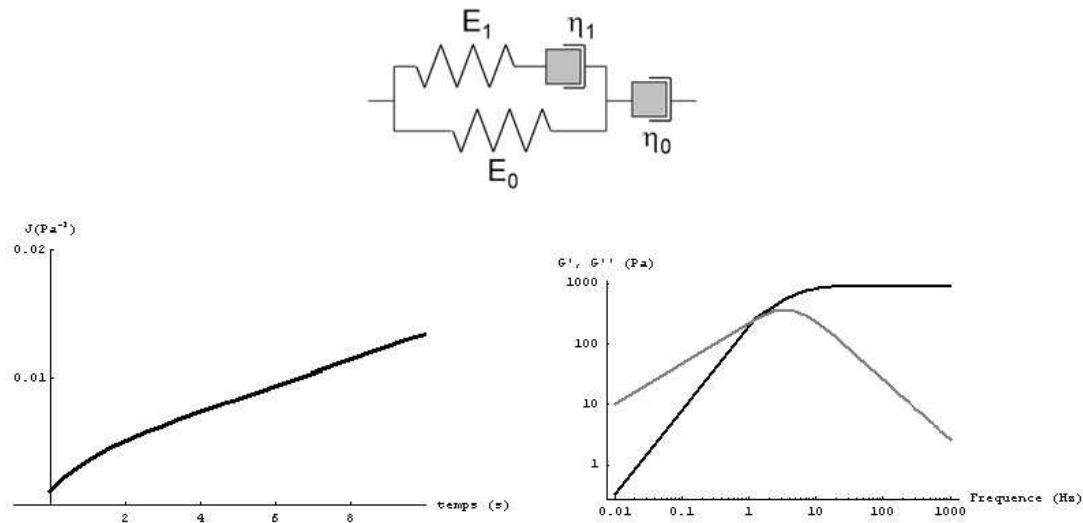 E₁
η₁
η₀
E₀
J(Pa⁻¹)
0.02
0.01
2 4 6 8
temps (s)
G', G'' (Pa)
1000
100
10
1
0.01 0.1 1 10 100 1000
Frequence (Hz)